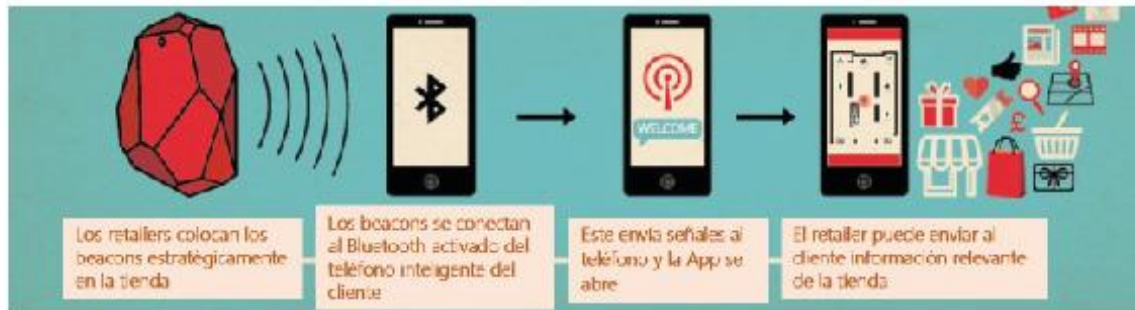 WELCOME
Los retailers colocan los
beacons estratégicamente
en la tienda
Los beacons se conectan
al Bluetooth activado del
teléfono inteligente del
cliente
Este envía señales al
teléfono y la App se
abre
El retailer puede enviar al
cliente información relevante
de la tienda